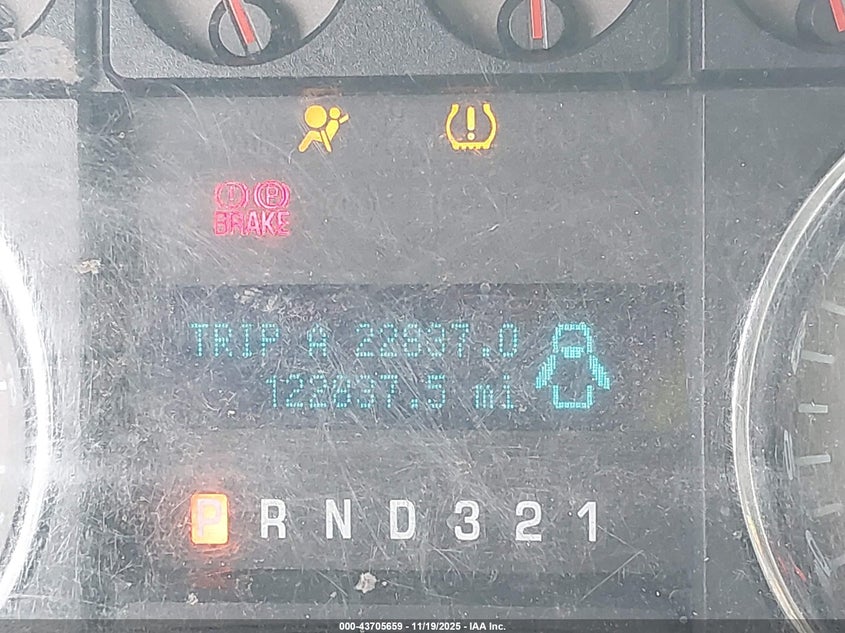 (!) (P)
BRAKE
TRIP A 22837.0
122837.5 mi
P R N D 3 2 1
000-43705659 - 11/19/2025 - IAA Inc.